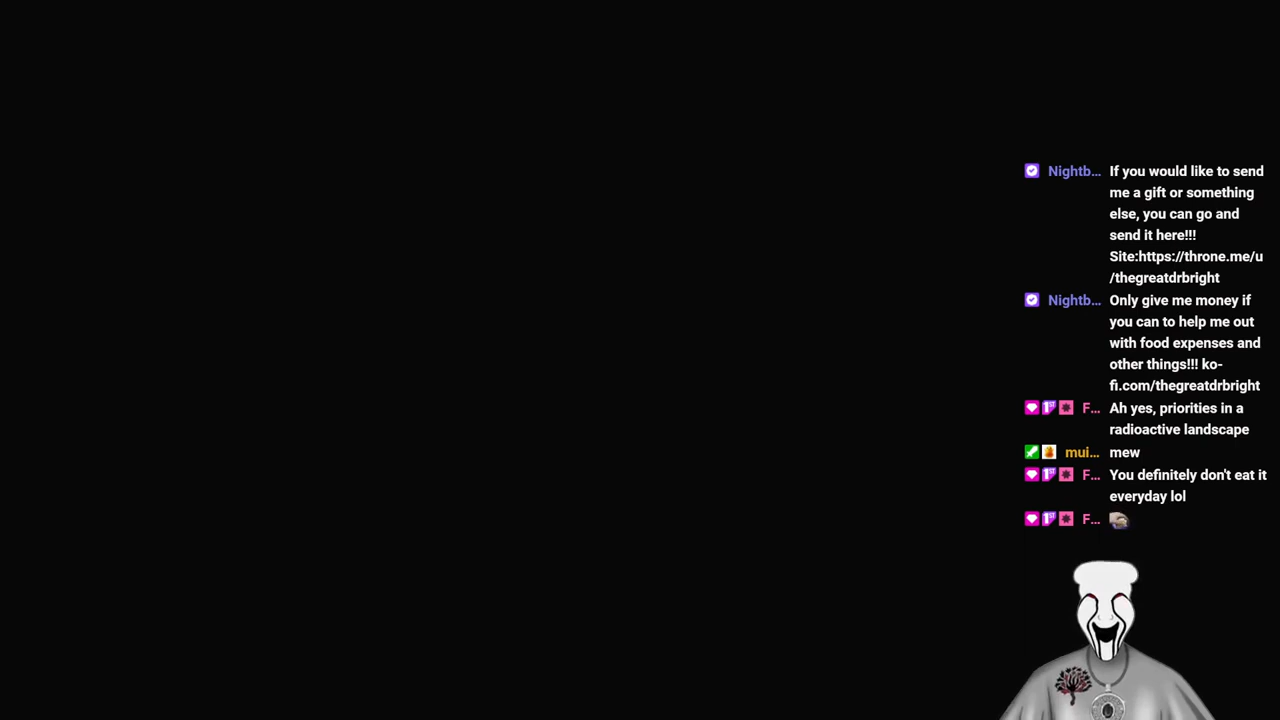 Nightb... If you would like to send
me a gift or something
else, you can go and
send it here!!!
Site:https://throne.me/u
/thegreatdrbright
Nightb... Only give me money if
you can to help me out
with food expenses and
other things!!! ko-
fi.com/thegreatdrbright
F... Ah yes, priorities in a
radioactive landscape
mui... mew
F... You definitely don't eat it
everyday lol
F...